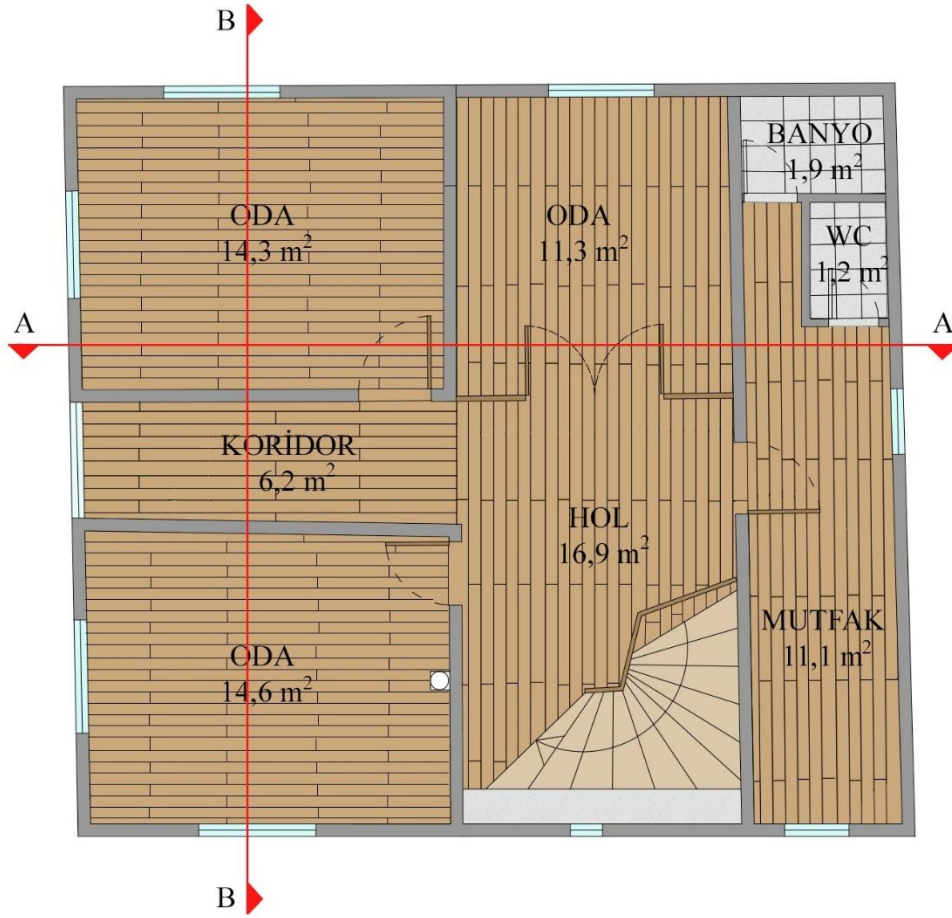 B
BANYO
1,9 m²
ODA
14,3 m²
ODA
11,3 m²
WC
1,2 m²
A
A
KORİDOR
6,2 m²
HOL
16,9 m²
MUTFAK
11,1 m²
ODA
14,6 m²
B